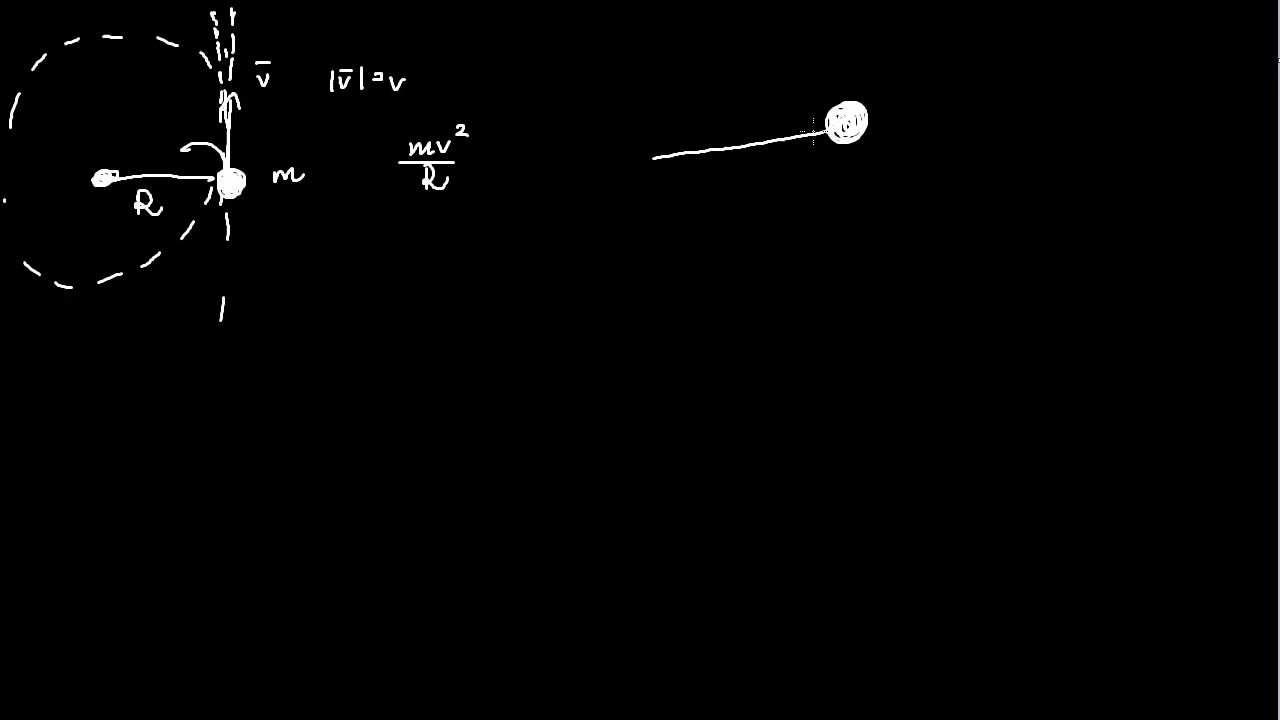 v̄
|v̄| = v
m
mv²
R
R